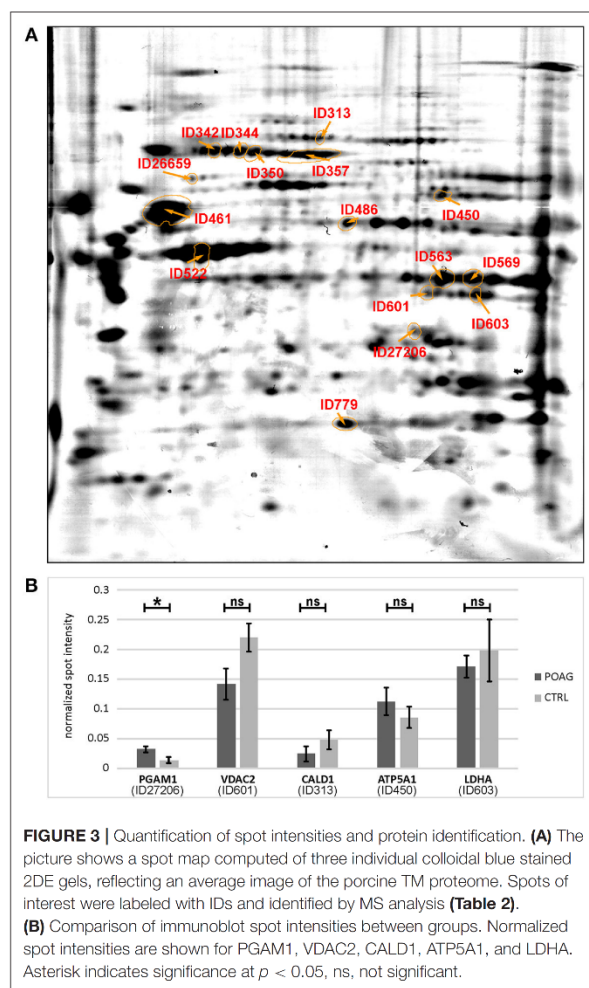 A
ID313
ID342 ID344
ID26659
ID350
ID357
ID461
ID486
ID450
ID522
ID563
ID569
ID601
ID603
ID27206
ID779
B
0.3
0.25
0.2
0.15
0.1
0.05
0
normalized spot intensity
*
ns
ns
ns
ns
POAG
CTRL
PGAM1
(ID27206)
VDAC2
(ID601)
CALD1
(ID313)
ATP5A1
(ID450)
LDHA
(ID603)
FIGURE 3 | Quantification of spot intensities and protein identification. (A) The
picture shows a spot map computed of three individual colloidal blue stained
2DE gels, reflecting an average image of the porcine TM proteome. Spots of
interest were labeled with IDs and identified by MS analysis (Table 2).
(B) Comparison of immunoblot spot intensities between groups. Normalized
spot intensities are shown for PGAM1, VDAC2, CALD1, ATP5A1, and LDHA.
Asterisk indicates significance at p < 0.05, ns, not significant.